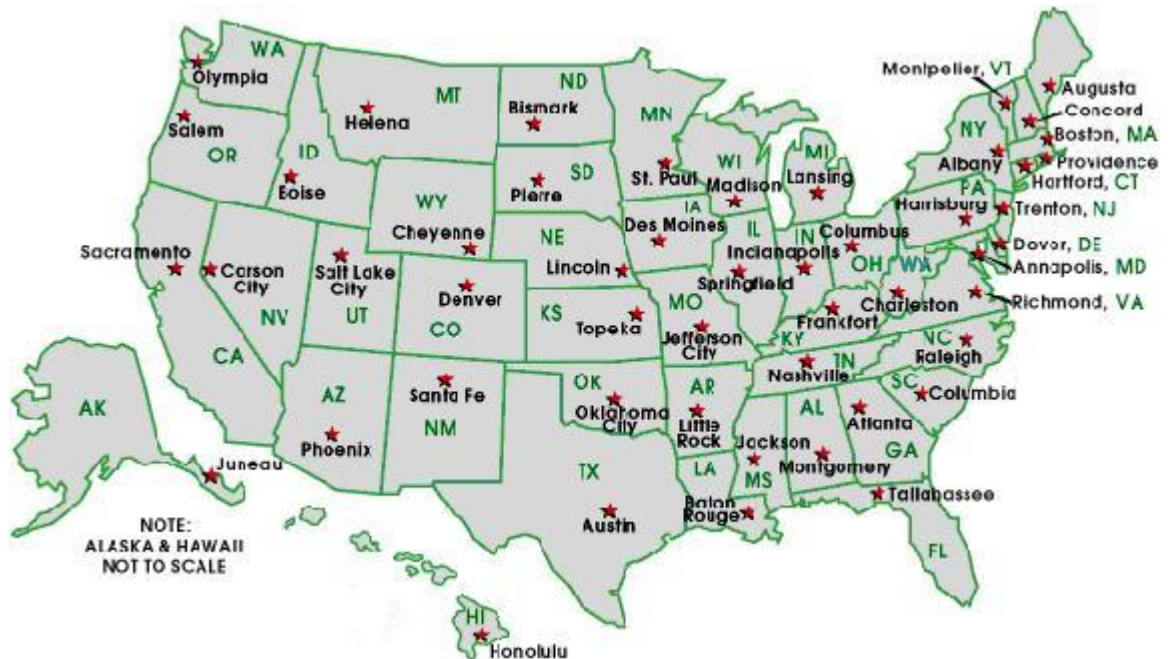 WA
Olympia
MT
Helena
ND
Bismark
MN
St. Paul
Montpelier, VT
Augusta
Concord
Boston, MA
Providence
Hartford, CT
NY
Albany
Salem
OR
ID
Boise
WY
Cheyenne
SD
Pierre
WI
Madison
MI
Lansing
PA
Harrisburg
Trenton, NJ
Dover, DE
Annapolis, MD
Richmond, VA
IA
Des Moines
NE
Lincoln
IL
Springfield
IN
Indianapolis
Columbus
OH
WA
Charleston
Sacramento
Carson
City
NV
CA
Salt Lake
City
UT
Denver
CO
KS
Topeka
MO
Jefferson
City
KY
Frankfort
TN
Nashville
NC
Raleigh
SC
Columbia
AZ
Phoenix
Santa Fe
NM
OK
Oklahoma
City
AR
Little
Rock
Jackson
MS
AL
Montgomery
Atlanta
GA
Tallahassee
FL
TX
Austin
LA
Baton
Rouge
AK
Juneau
NOTE:
ALASKA & HAWAII
NOT TO SCALE
HI
Honolulu